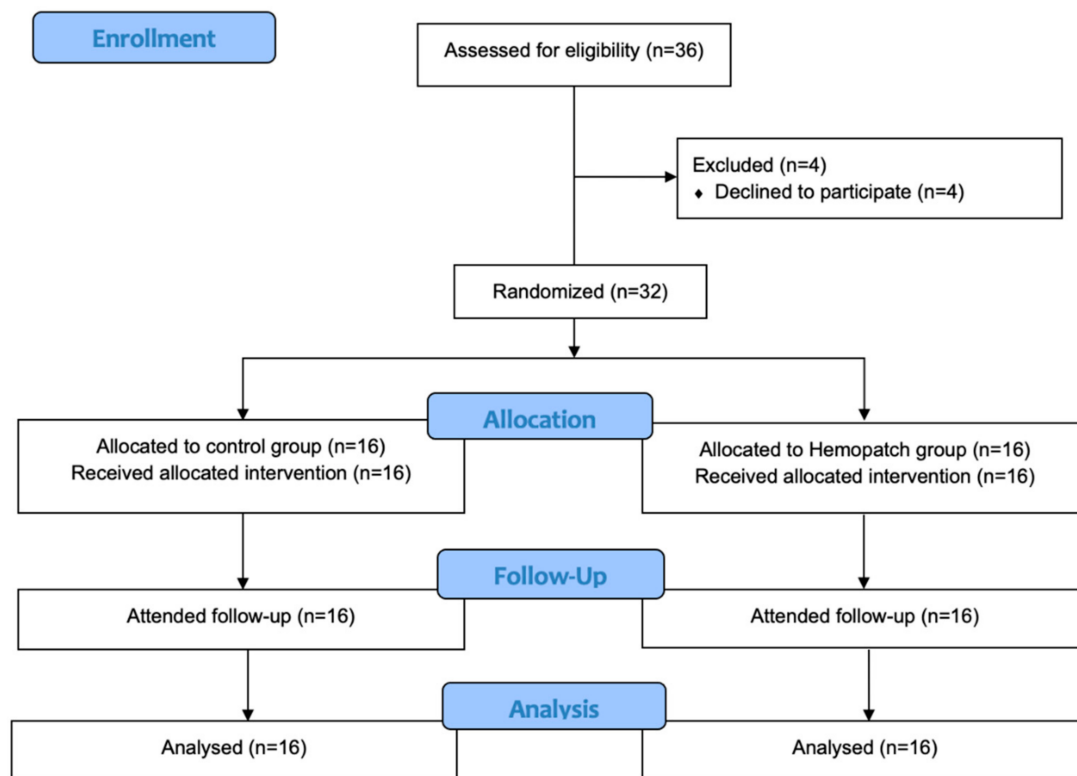 Enrollment
Assessed for eligibility (n=36)
Excluded (n=4)
♦ Declined to participate (n=4)
Randomized (n=32)
Allocation
Allocated to control group (n=16)
Received allocated intervention (n=16)
Allocated to Hemopatch group (n=16)
Received allocated intervention (n=16)
Follow-Up
Attended follow-up (n=16)
Attended follow-up (n=16)
Analysis
Analysed (n=16)
Analysed (n=16)